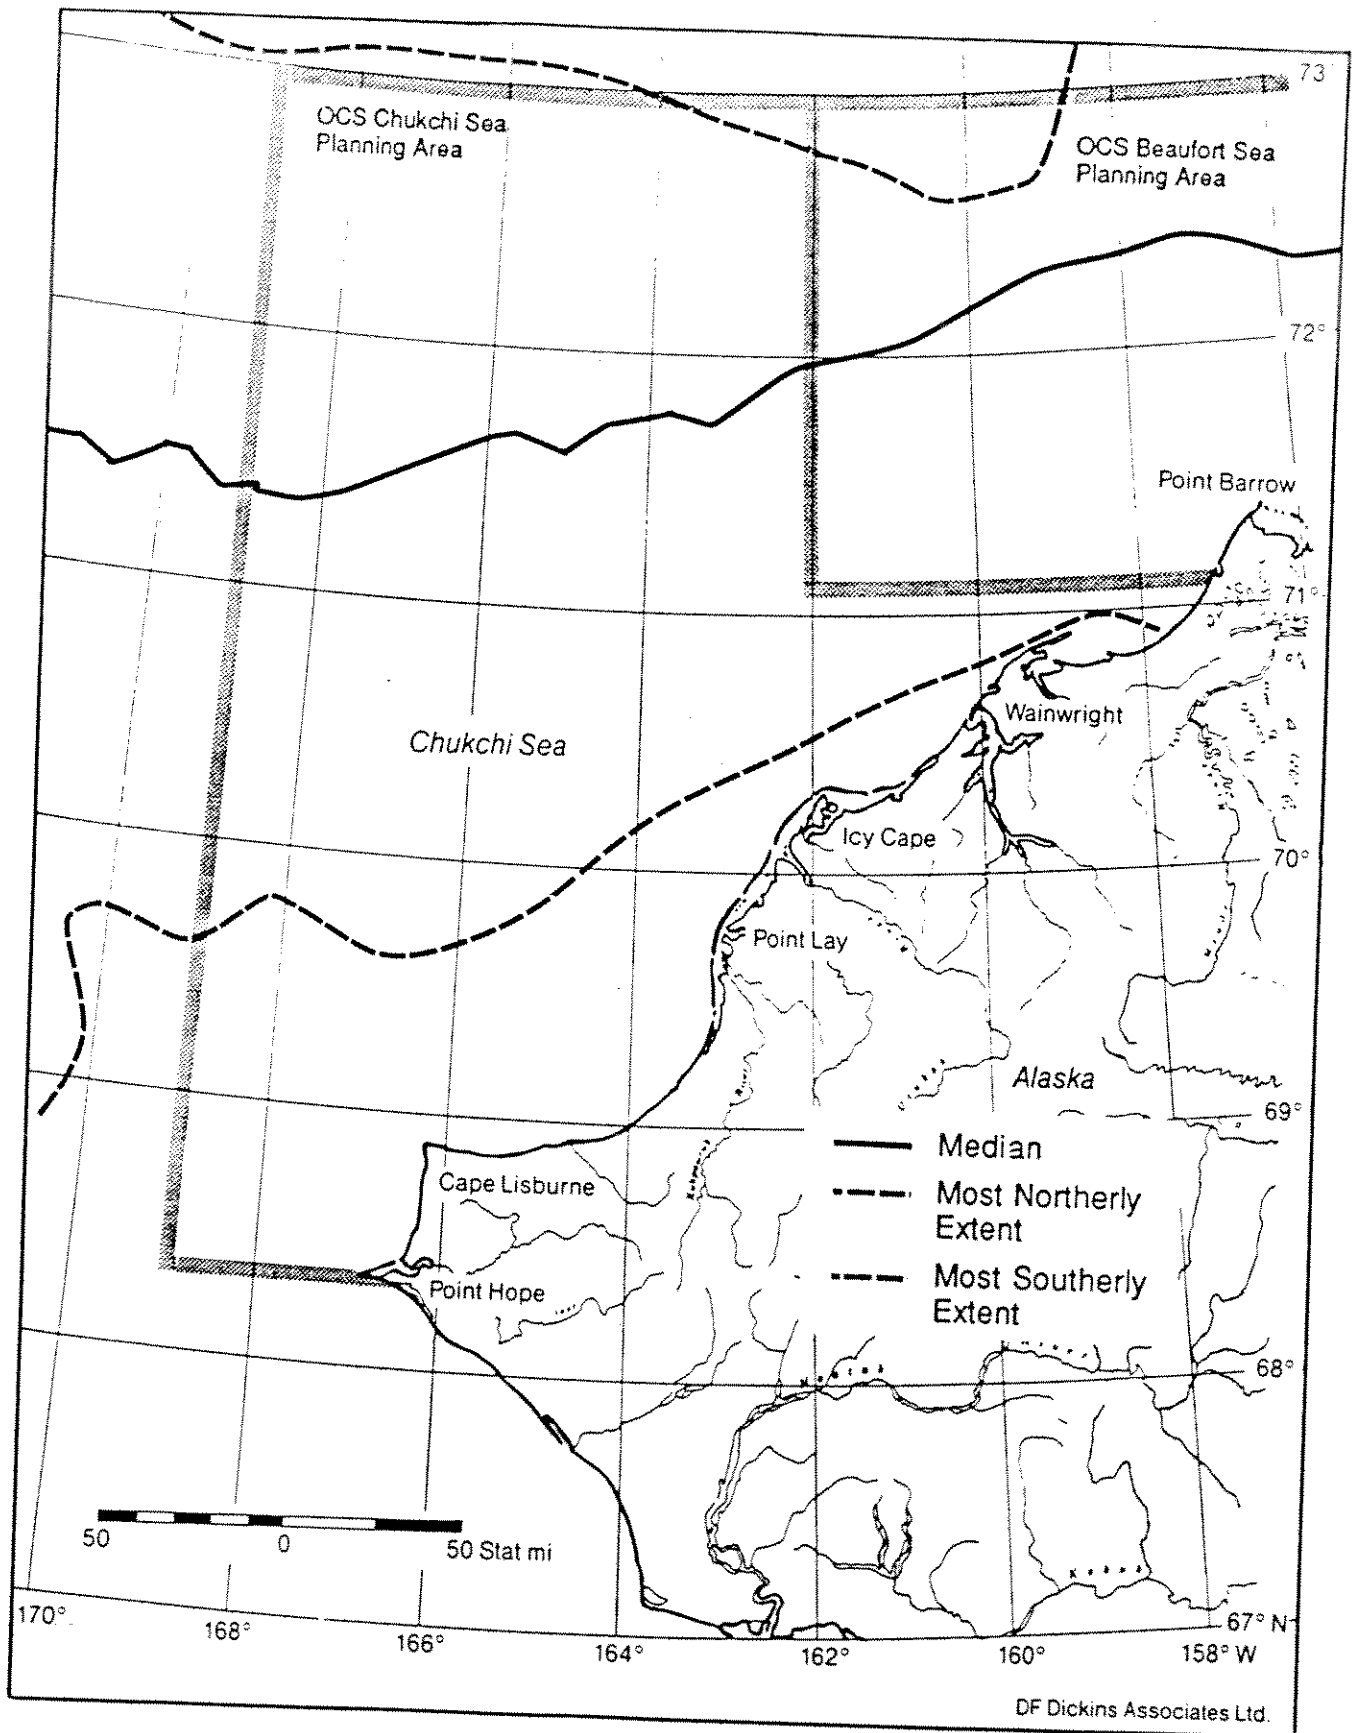 73
OCS Chukchi Sea
Planning Area
OCS Beaufort Sea
Planning Area
72°
Point Barrow
71°
Wainwright
Chukchi Sea
Icy Cape
70°
Point Lay
Alaska
69°
Median
Cape Lisburne
Most Northerly
Extent
Most Southerly
Extent
Point Hope
68°
50
0
50 Stat mi
170°
168°
166°
164°
162°
160°
158° W
67° N
DF Dickins Associates Ltd.